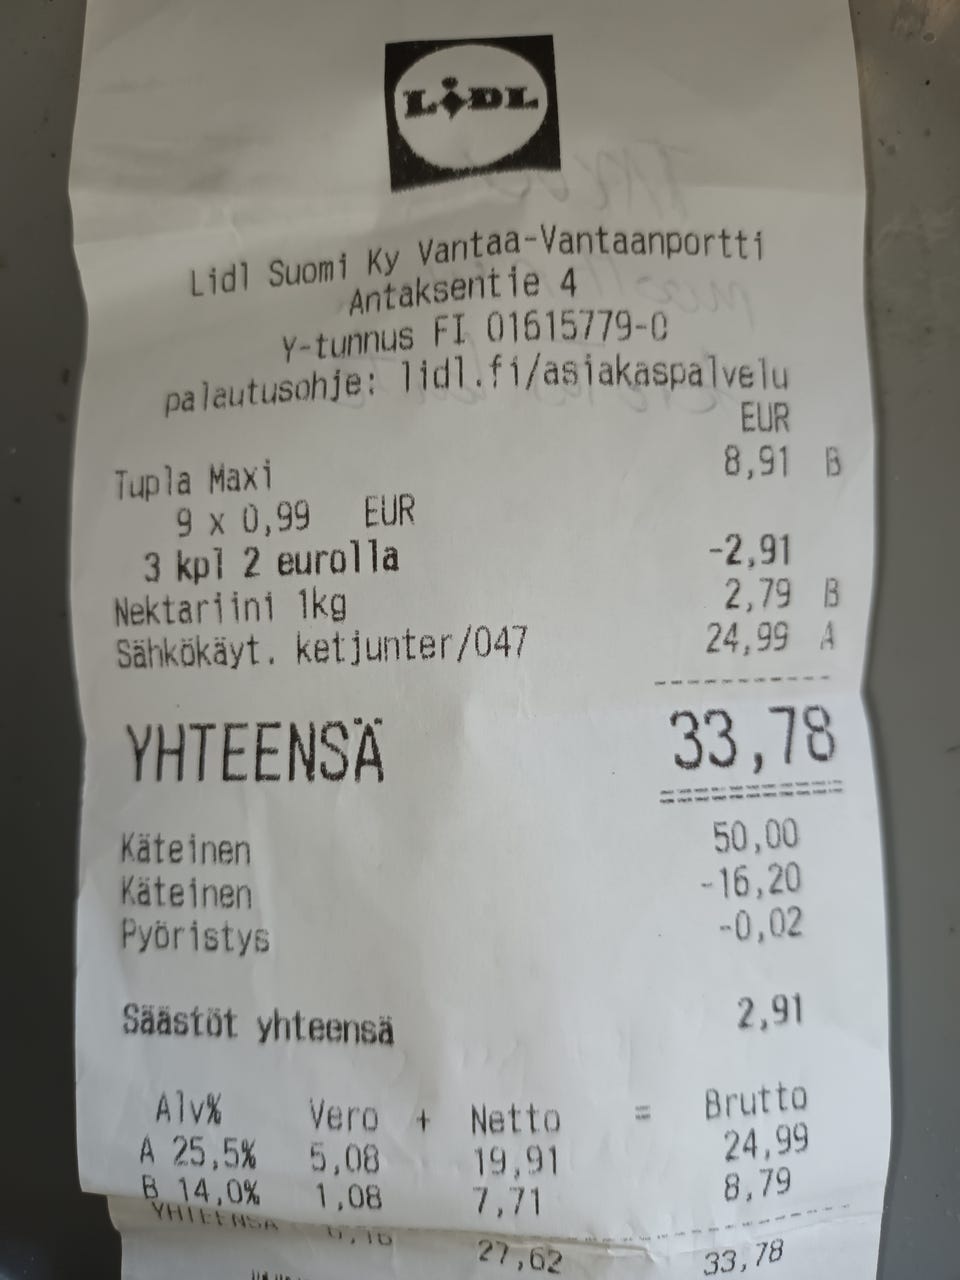 LIDL
Lidl Suomi Ky Vantaa-Vantaanportti
Antaksentie 4
Y-tunnus FI 01615779-0
palautusohje: lidl.fi/asiakaspalvelu
EUR
Tupla Maxi 8,91 B
9 x 0,99 EUR
3 kpl 2 eurolla -2,91
Nektariini 1kg 2,79 B
Sähkökäyt. ketjunter/047 24,99 A
YHTEENSÄ 33,78
Käteinen 50,00
Käteinen -16,20
Pyöristys -0,02
Säästöt yhteensä 2,91
Alv% Vero + Netto = Brutto
A 25,5% 5,08 19,91 24,99
B 14,0% 1,08 7,71 8,79
YHTEENSÄ 6,16 27,62 33,78